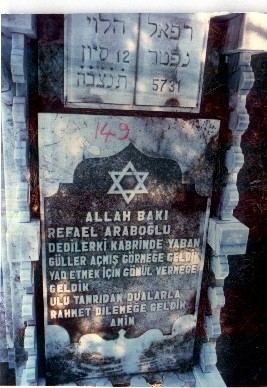 רפאל הלוי
נפטר 12 סיון
5731 תנצבה
149
ALLAH BAKI
REFAEL ARABOĞLU
DEDİLERKİ KABRİNDE YABAN
GÜLLER AÇMIŞ GÖRMEĞE GELDİK
YAD ETMEK İÇİN GÖNÜL VERMEĞE
GELDİK
ULU TANRIDAN DUALARLA
RAHMET DİLEMEĞE GELDİK
AMİN